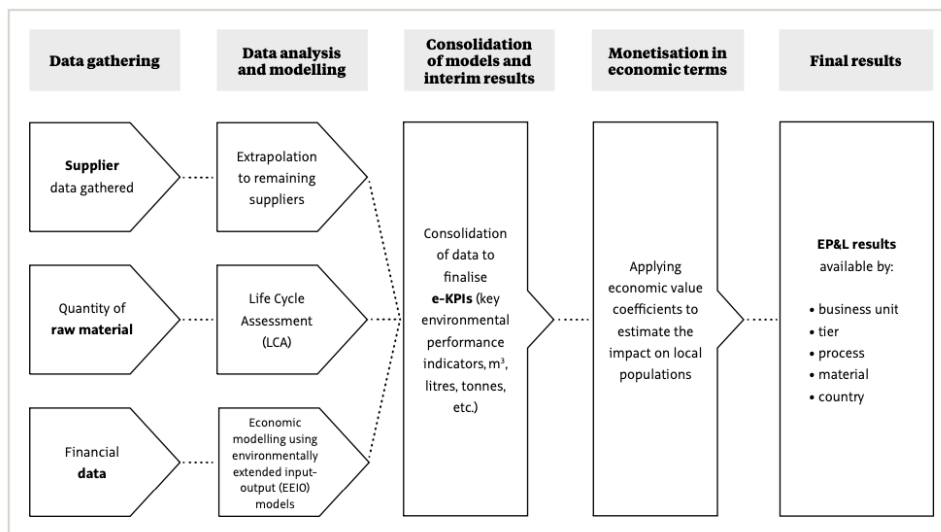 Data gathering
Data analysis
and modelling
Consolidation
of models and
interim results
Monetisation in
economic terms
Final results
Supplier
data gathered
Extrapolation
to remaining
suppliers
Quantity of
raw material
Life Cycle
Assessment
(LCA)
Financial
data
Economic
modelling using
environmentally
extended input-
output (EEIO)
models
Consolidation
of data to
finalise
e-KPIs (key
environmental
performance
indicators, m³,
litres, tonnes,
etc.)
Applying
economic value
coefficients to
estimate the
impact on local
populations
EP&L results
available by:
• business unit
• tier
• process
• material
• country